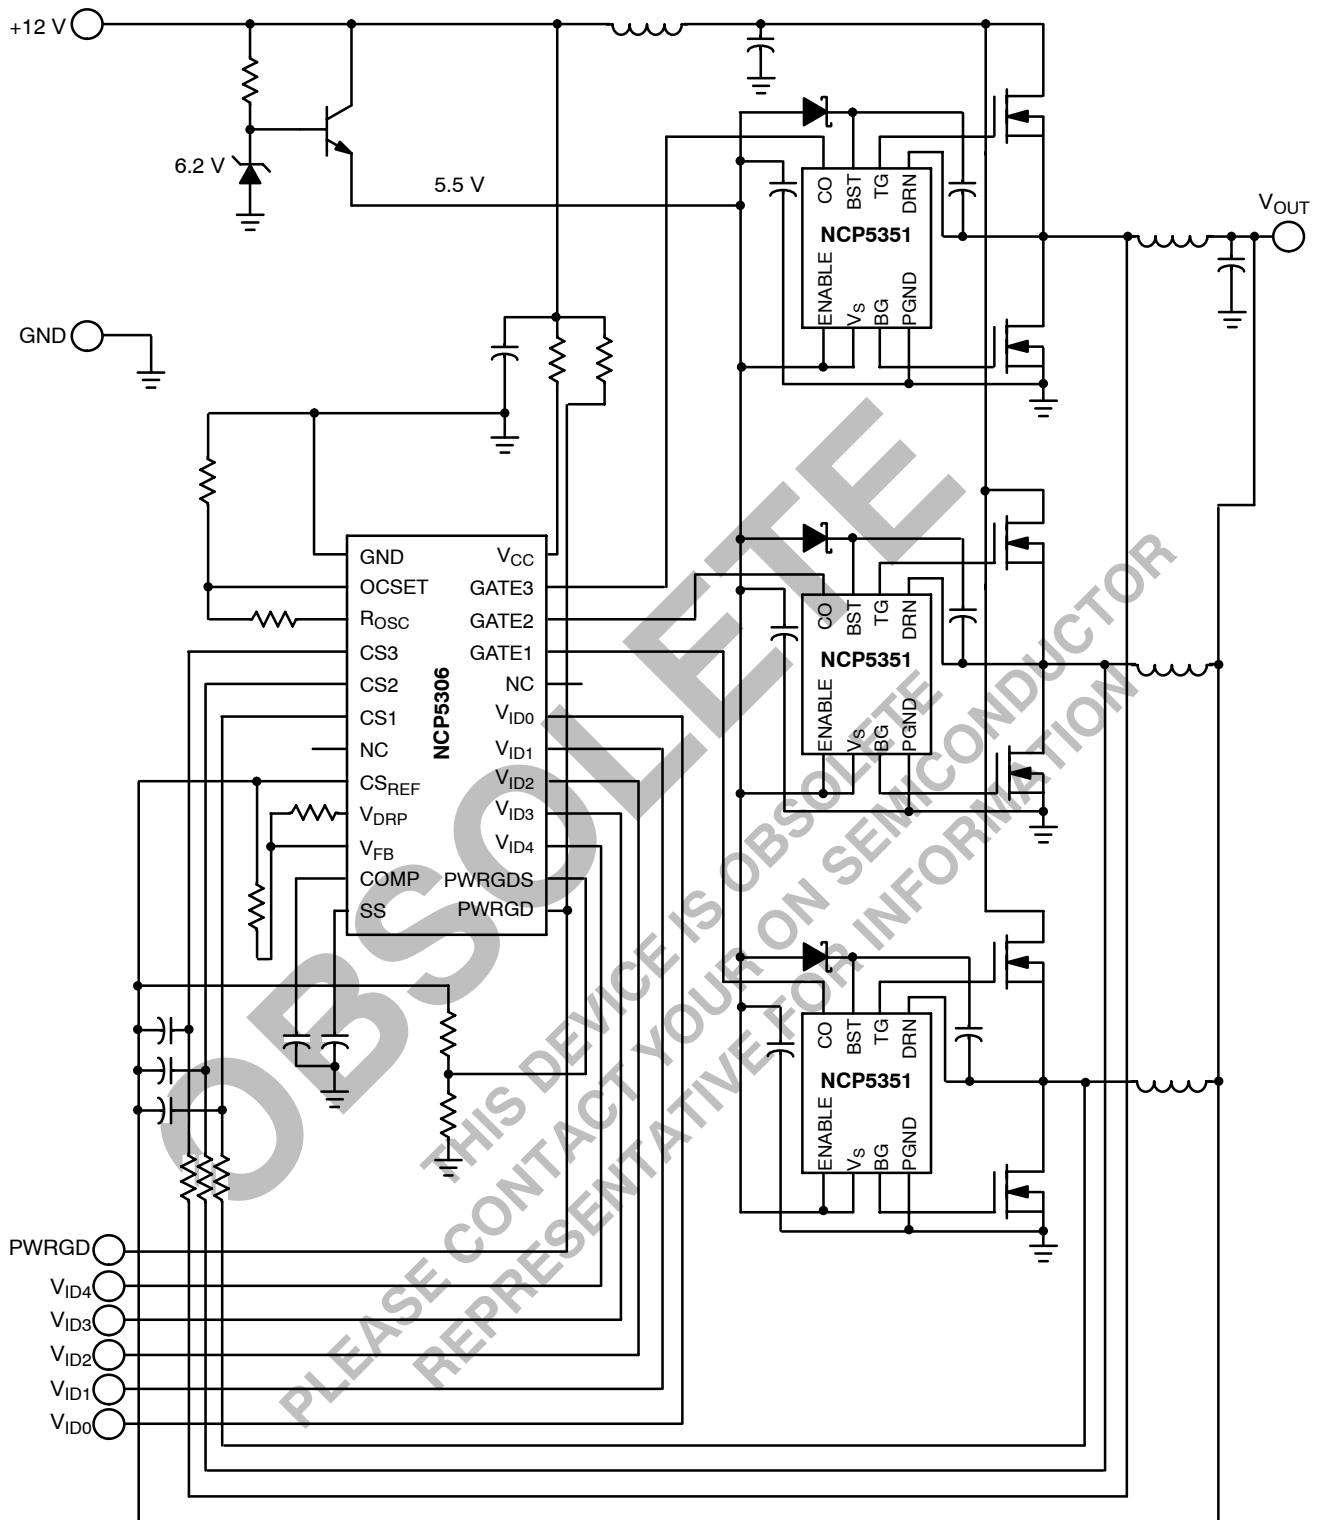 +12 V
6.2 V
5.5 V
CO
BST
TG
DRN
NCP5351
ENABLE
VS
BG
PGND
VOUT
GND
GND
OCSET
ROSC
CS3
CS2
CS1
NC
CSREF
VDRP
VFB
COMP
SS
NCP5306
VCC
GATE3
GATE2
GATE1
NC
VID0
VID1
VID2
VID3
VID4
PWRGDS
PWRGD
CO
BST
TG
DRN
NCP5351
ENABLE
VS
BG
PGND
CO
BST
TG
DRN
NCP5351
ENABLE
VS
BG
PGND
PWRGD
VID4
VID3
VID2
VID1
VID0
OBSOLETE
THIS DEVICE IS OBSOLETE
PLEASE CONTACT YOUR ON SEMICONDUCTOR
REPRESENTATIVE FOR INFORMATION